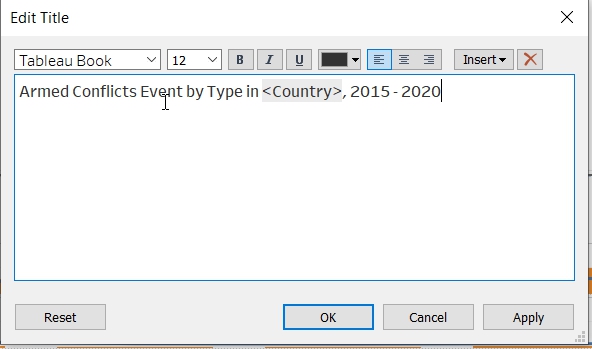 Edit Title
Tableau Book 12 B I U Insert
Armed Conflicts Event by Type in <Country>, 2015 - 2020
Reset OK Cancel Apply